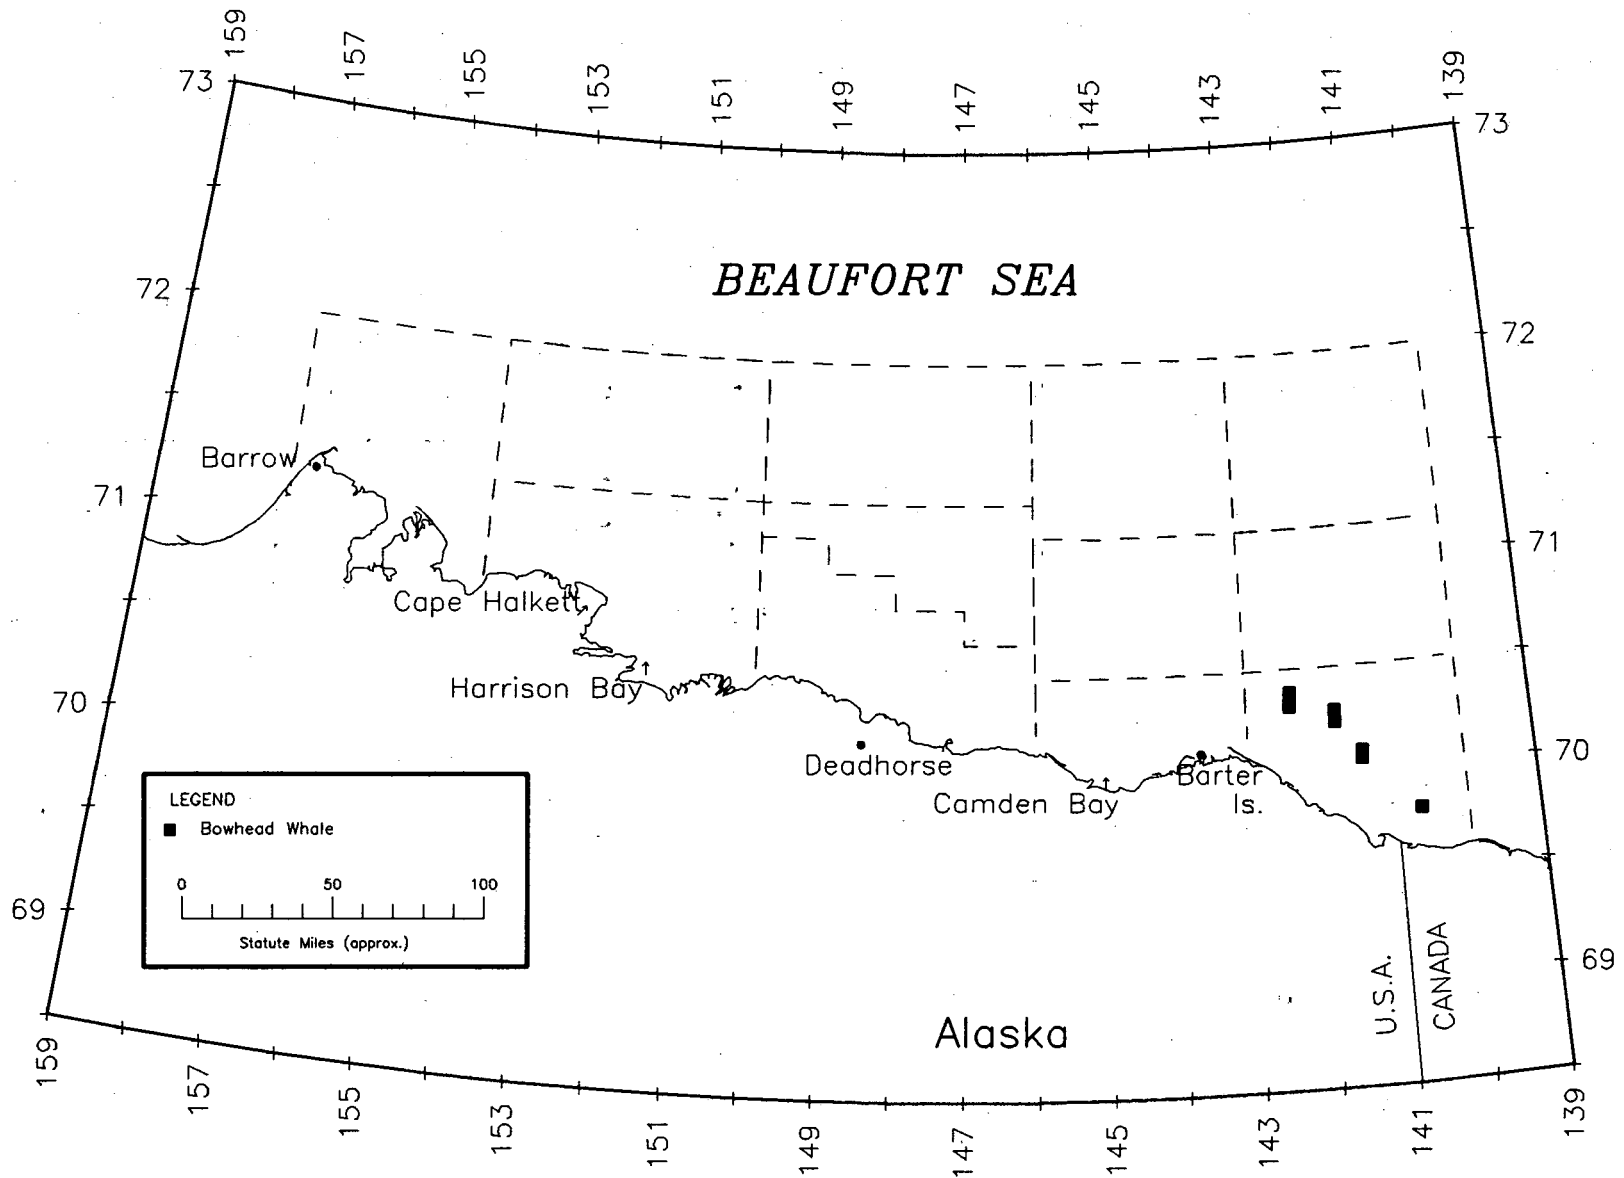 159
157
155
153
151
149
147
145
143
141
139
73
73
BEAUFORT SEA
72
72
Barrow
71
71
Cape Halkett
Harrison Bay
70
70
Deadhorse
Barter
Is.
Camden Bay
LEGEND
Bowhead Whale
0 50 100
Statute Miles (approx.)
69
69
U.S.A.
CANADA
Alaska
159
157
155
153
151
149
147
145
143
141
139